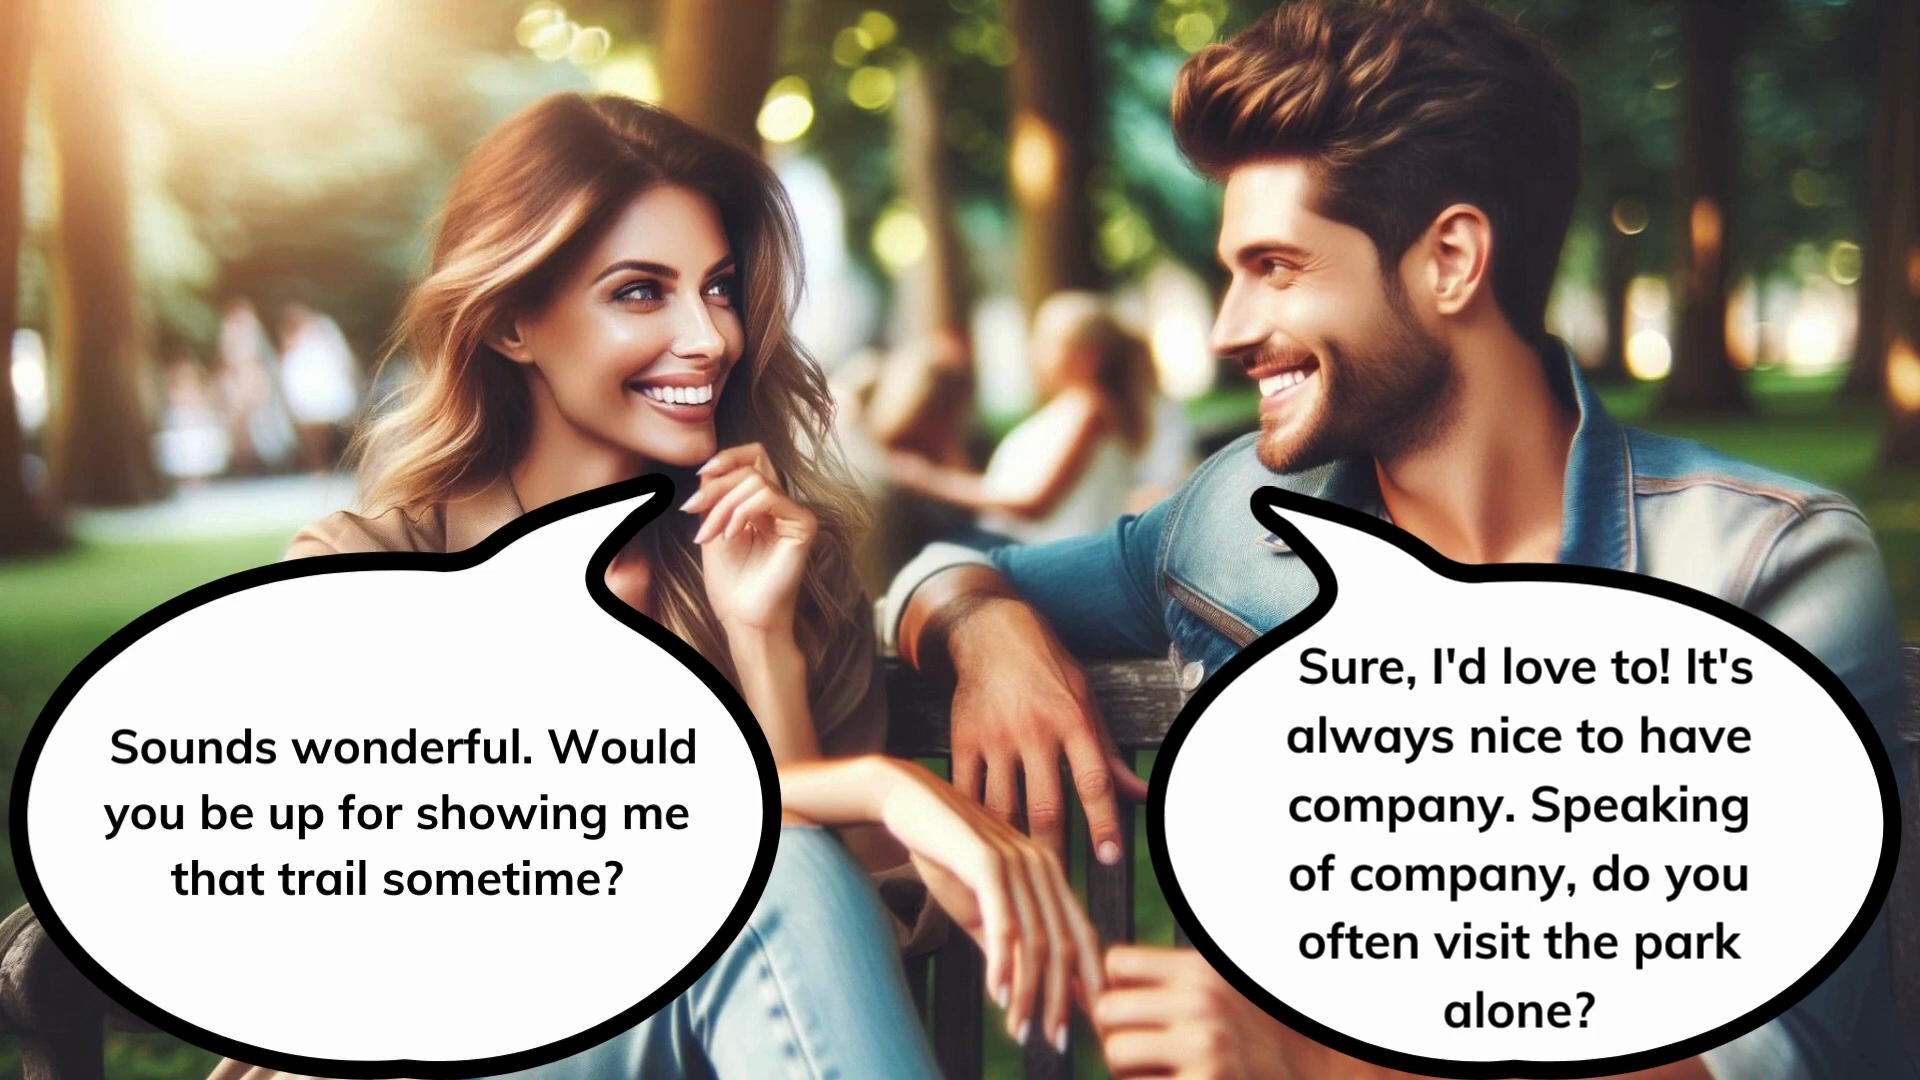 Sounds wonderful. Would
you be up for showing me
that trail sometime?
Sure, I'd love to! It's
always nice to have
company. Speaking
of company, do you
often visit the park
alone?